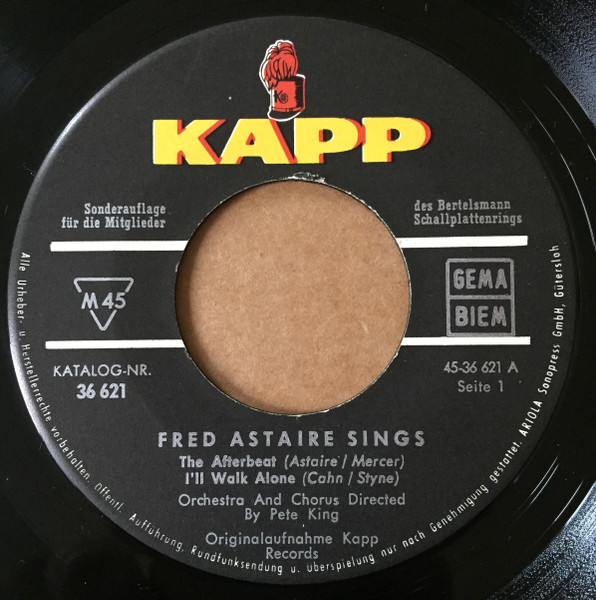 K
KAPP
Sonderauflage
für die Mitglieder
des Bertelsmann
Schallplattenrings
M 45
GEMA
BIEM
KATALOG-NR.
36 621
45-36 621 A
Seite 1
FRED ASTAIRE SINGS
The Afterbeat (Astaire / Mercer)
I'll Walk Alone (Cahn / Styne)
Orchestra And Chorus Directed
By Pete King
Originalaufnahme Kapp
Records
Alle Urheber- u. Herstellerrechte vorbehalten. Öffentl. Aufführung, Rundfunksendung u. Überspielung nur nach Genehmigung gestattet. ARIOLA Sonopress GmbH, Gütersloh